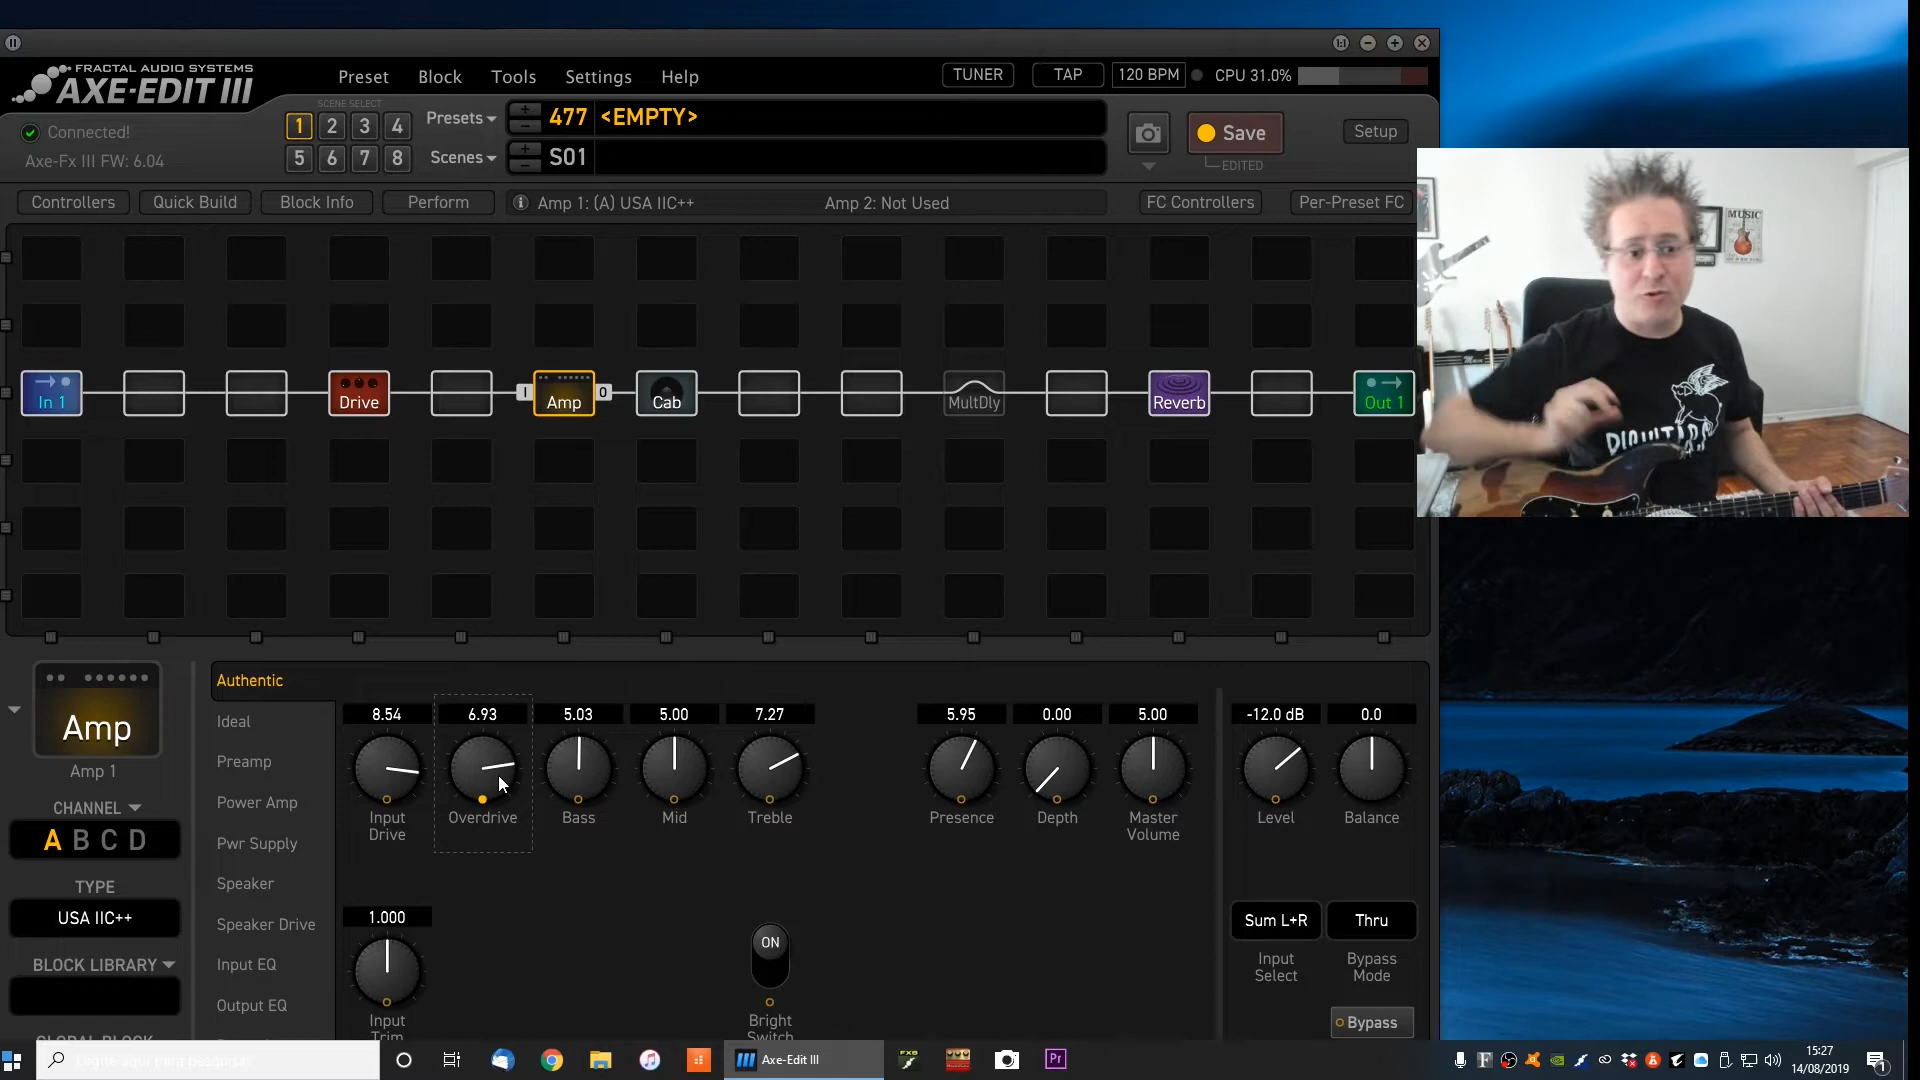 FRACTAL AUDIO SYSTEMS
AXE-EDIT III
Preset Block Tools Settings Help
TUNER TAP 120 BPM CPU 31.0%
Connected!
Axe-Fx III FW: 6.04
SCENE SELECT
1 2 3 4
5 6 7 8
Presets
Scenes
477 <EMPTY>
S01
Save
EDITED
Setup
Controllers Quick Build Block Info Perform
Amp 1: (A) USA IIC++ Amp 2: Not Used
FC Controllers Per-Preset FC
MUSIC
In 1 Drive I Amp O Cab MultDly Reverb Out 1
Amp
Amp 1
CHANNEL
A B C D
TYPE
USA IIC++
BLOCK LIBRARY
Authentic
Ideal
Preamp
Power Amp
Pwr Supply
Speaker
Speaker Drive
Input EQ
Output EQ
8.54 6.93 5.03 5.00 7.27 5.95 0.00 5.00 -12.0 dB 0.0
Input Drive
Overdrive
Bass
Mid
Treble
Presence
Depth
Master Volume
Level
Balance
1.000
Input
Trim
ON
Bright
Switch
Sum L+R
Input Select
Thru
Bypass Mode
Bypass
Axe-Edit III
FXB
Pr
15:27
14/08/2019
1